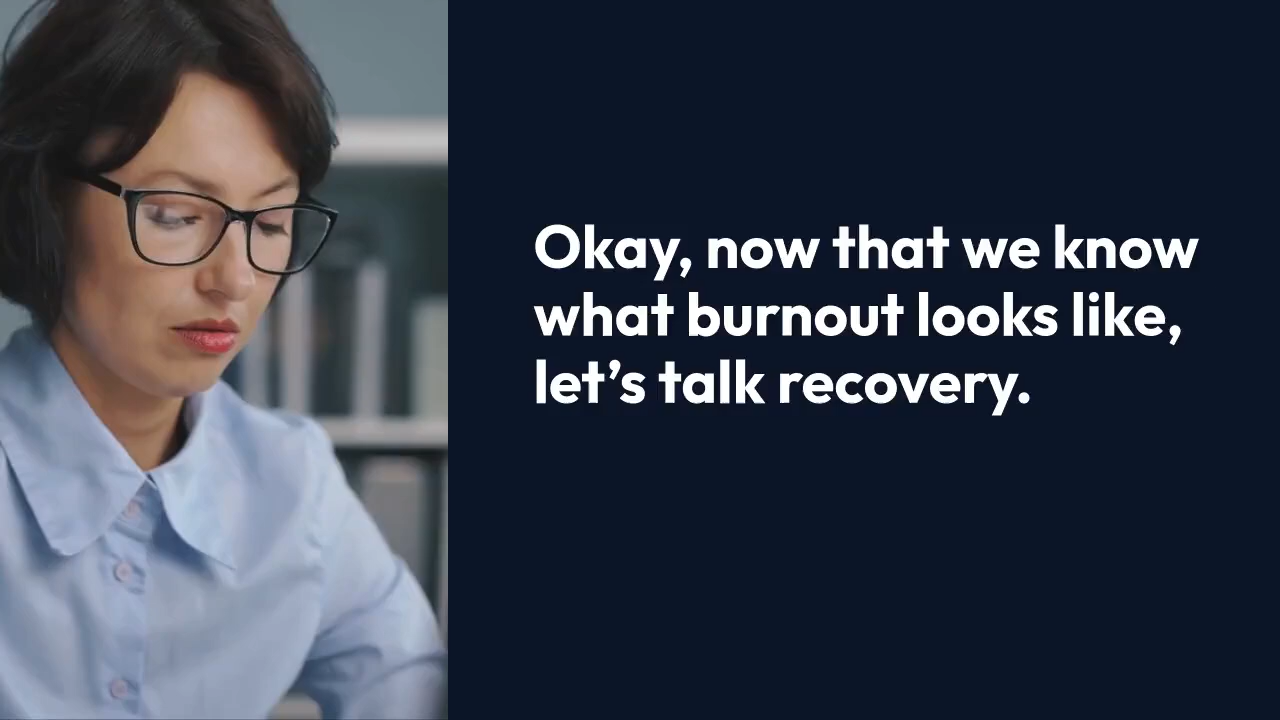 Okay, now that we know
what burnout looks like,
let’s talk recovery.